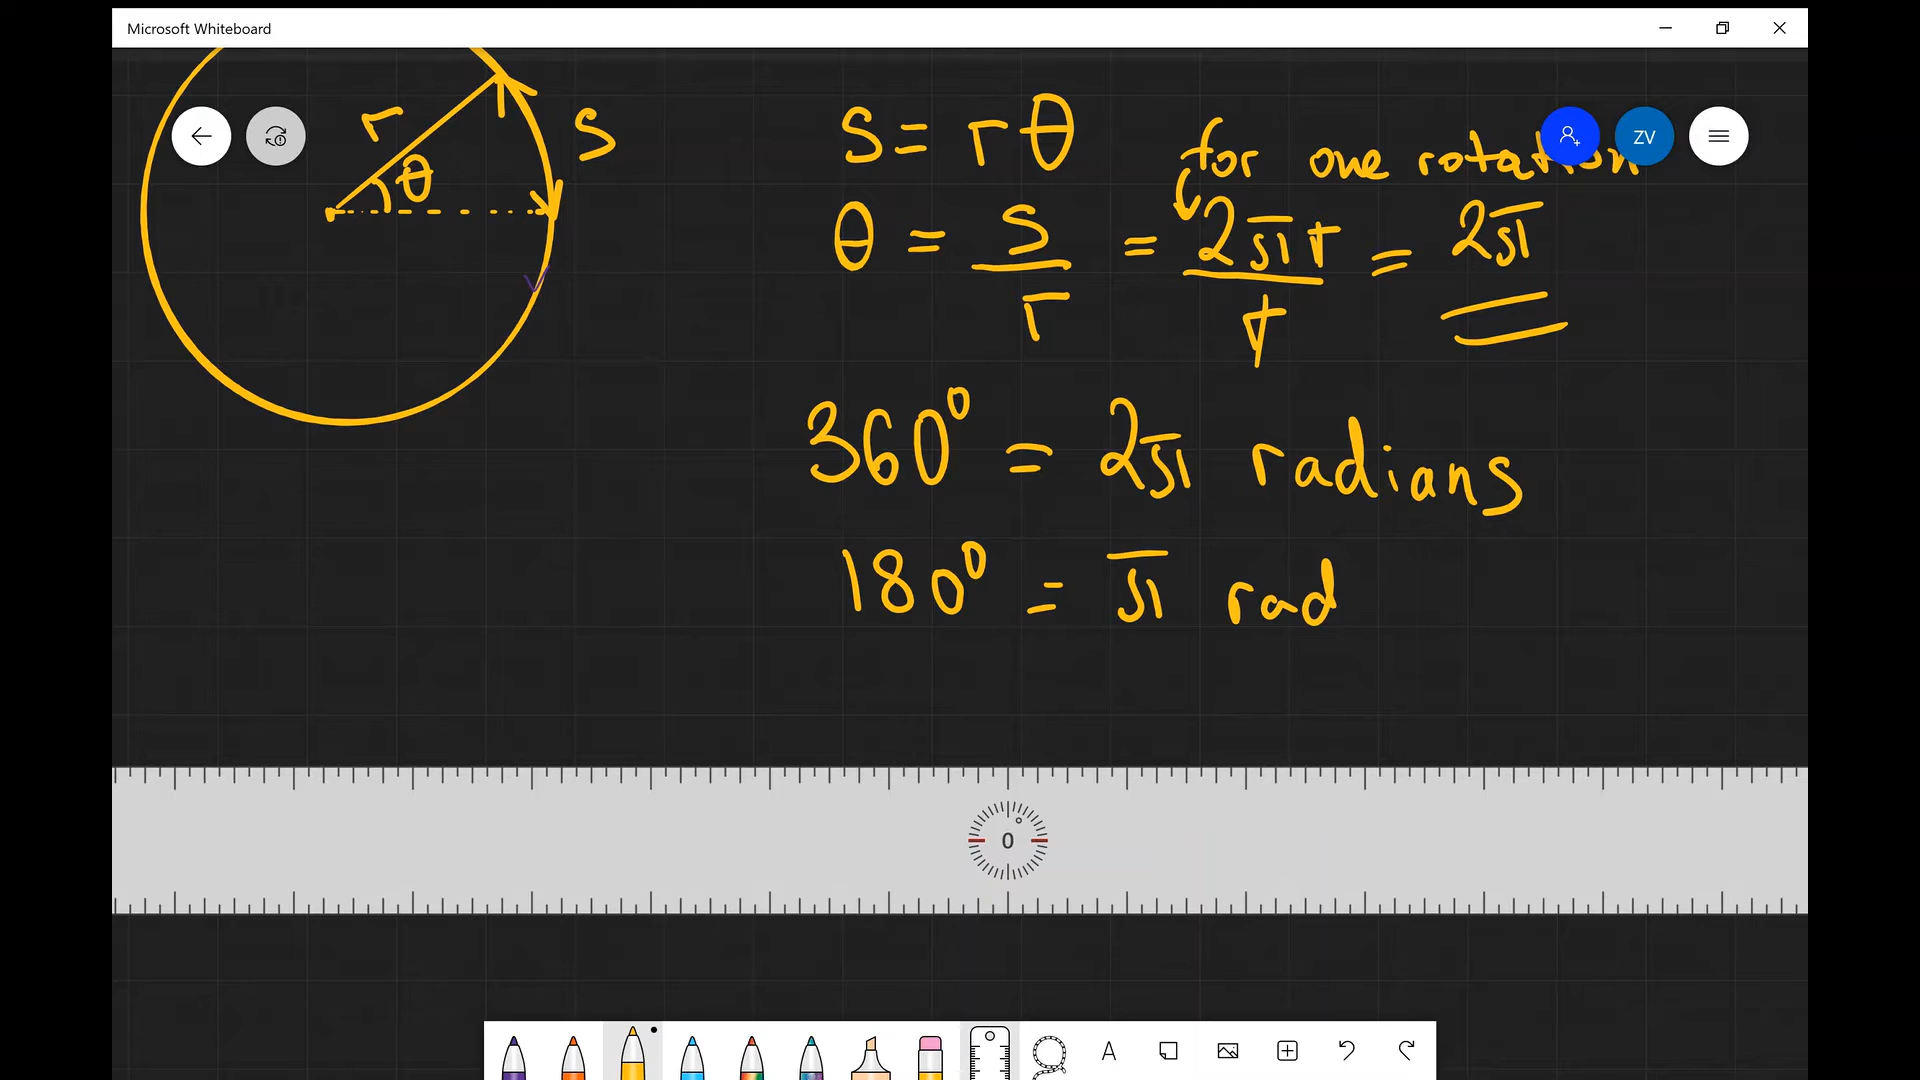 Microsoft Whiteboard
r
θ
S
S = rθ
for one rotation
θ = S/r = 2πr/r = 2π
ZV
360° = 2π radians
180° = π rad
0°
A